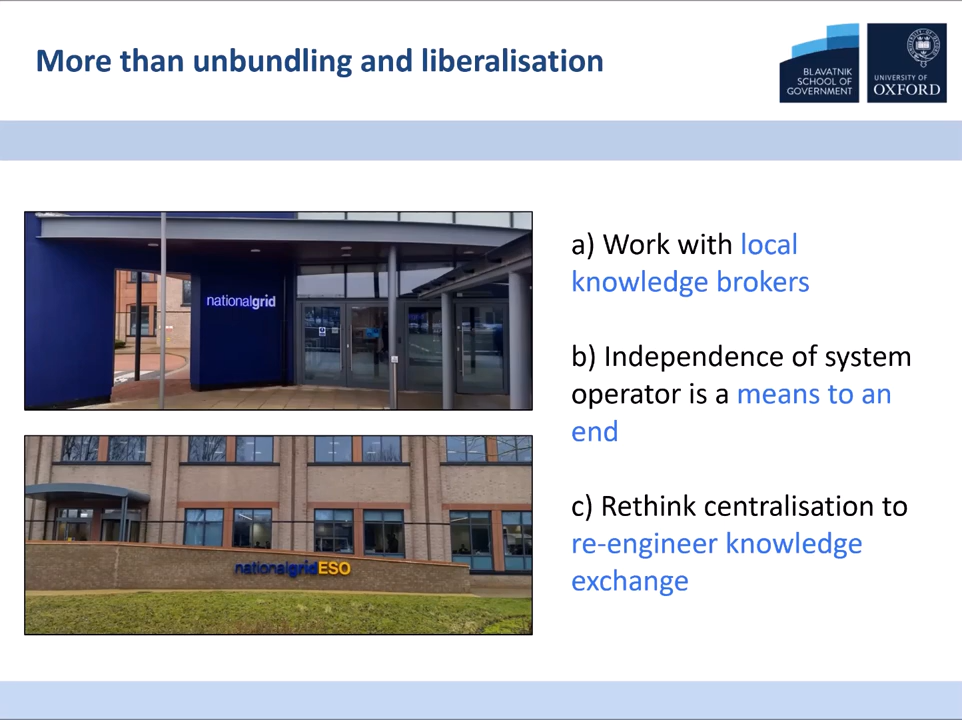 More than unbundling and liberalisation
BLAVATNIK
SCHOOL OF
GOVERNMENT
UNIVERSITY OF
OXFORD
nationalgrid
nationalgridESO
a) Work with local
knowledge brokers
b) Independence of system
operator is a means to an
end
c) Rethink centralisation to
re-engineer knowledge
exchange